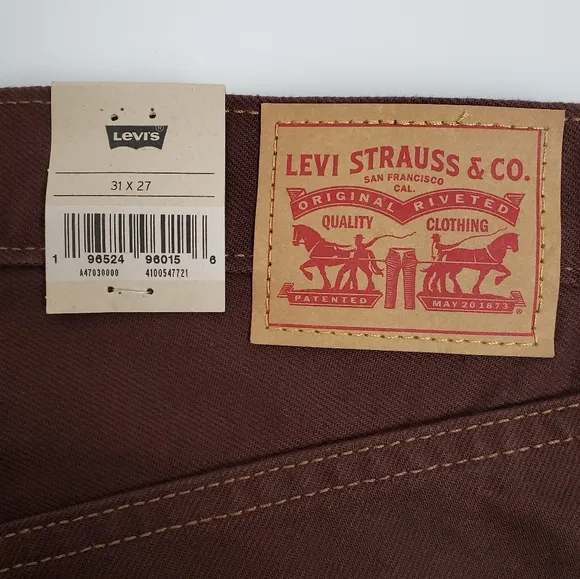 LEVI'S®
31 X 27
1 96524 96015 6
A47030000 4100547721
LEVI STRAUSS & CO.
SAN FRANCISCO
CAL.
ORIGINAL RIVETED
QUALITY CLOTHING
PATENTED MAY 20 1873
®